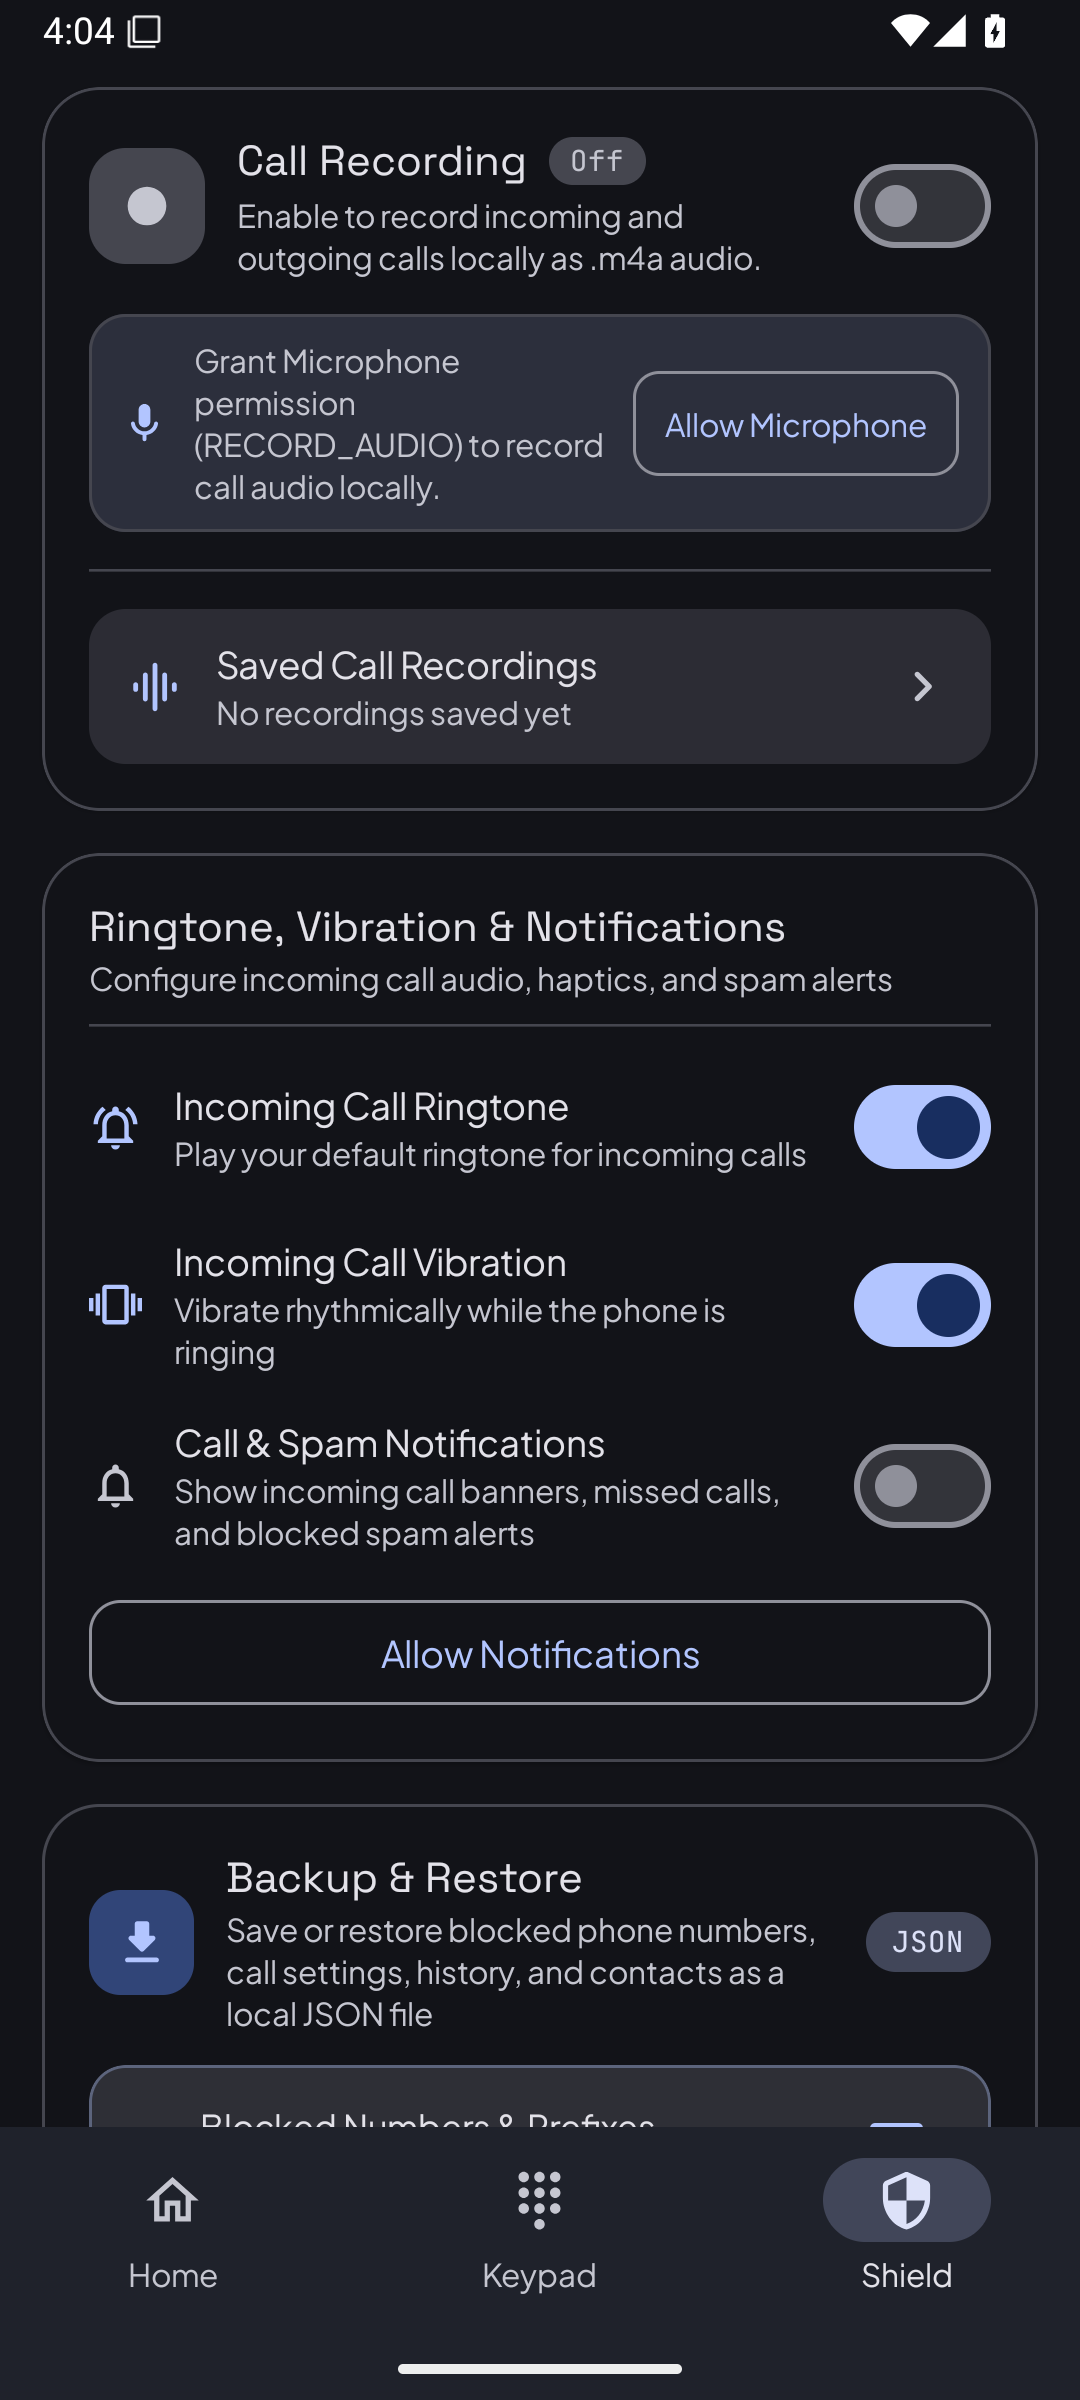 4:04
Call Recording Off
Enable to record incoming and
outgoing calls locally as .m4a audio.
Grant Microphone
permission
(RECORD_AUDIO) to record
call audio locally.
Allow Microphone
Saved Call Recordings
No recordings saved yet
Ringtone, Vibration & Notifications
Configure incoming call audio, haptics, and spam alerts
Incoming Call Ringtone
Play your default ringtone for incoming calls
Incoming Call Vibration
Vibrate rhythmically while the phone is
ringing
Call & Spam Notifications
Show incoming call banners, missed calls,
and blocked spam alerts
Allow Notifications
Backup & Restore
Save or restore blocked phone numbers,
call settings, history, and contacts as a
local JSON file
JSON
Blocked Numbers & Prefixes
Home
Keypad
Shield